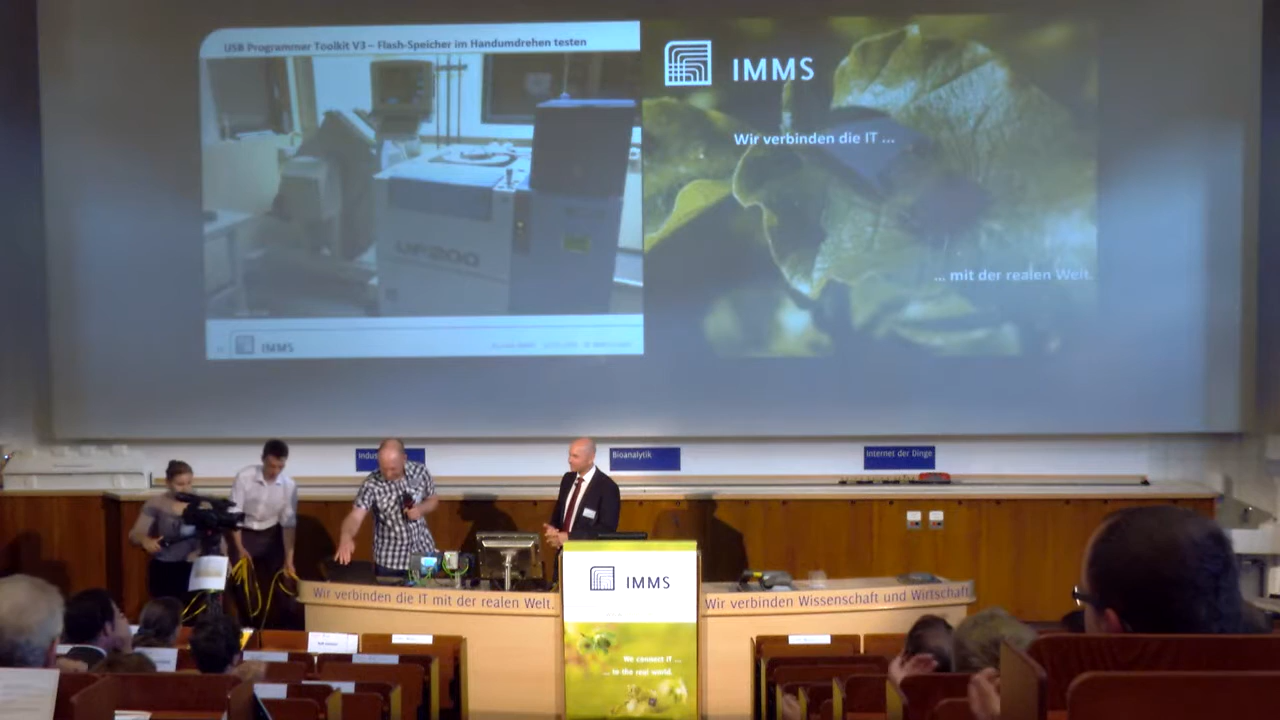 USB Programmer Toolkit V3 – Flash-Speicher im Handumdrehen testen
UF200
IMMS
IMMS
Wir verbinden die IT ...
... mit der realen Welt.
Indus
Bioanalytik
Internet der Dinge
Wir verbinden die IT mit der realen Welt.
IMMS
We connect IT ...
... to the real world.
Wir verbinden Wissenschaft und Wirtschaft.